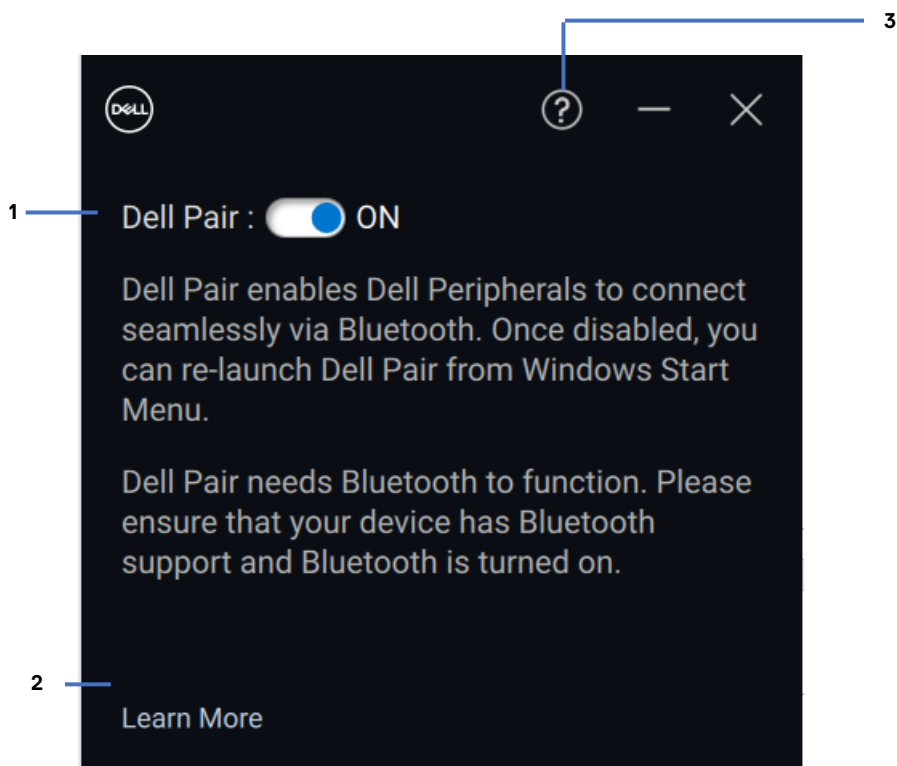 3
DELL
?
1
Dell Pair : ON
Dell Pair enables Dell Peripherals to connect
seamlessly via Bluetooth. Once disabled, you
can re-launch Dell Pair from Windows Start
Menu.
Dell Pair needs Bluetooth to function. Please
ensure that your device has Bluetooth
support and Bluetooth is turned on.
2
Learn More